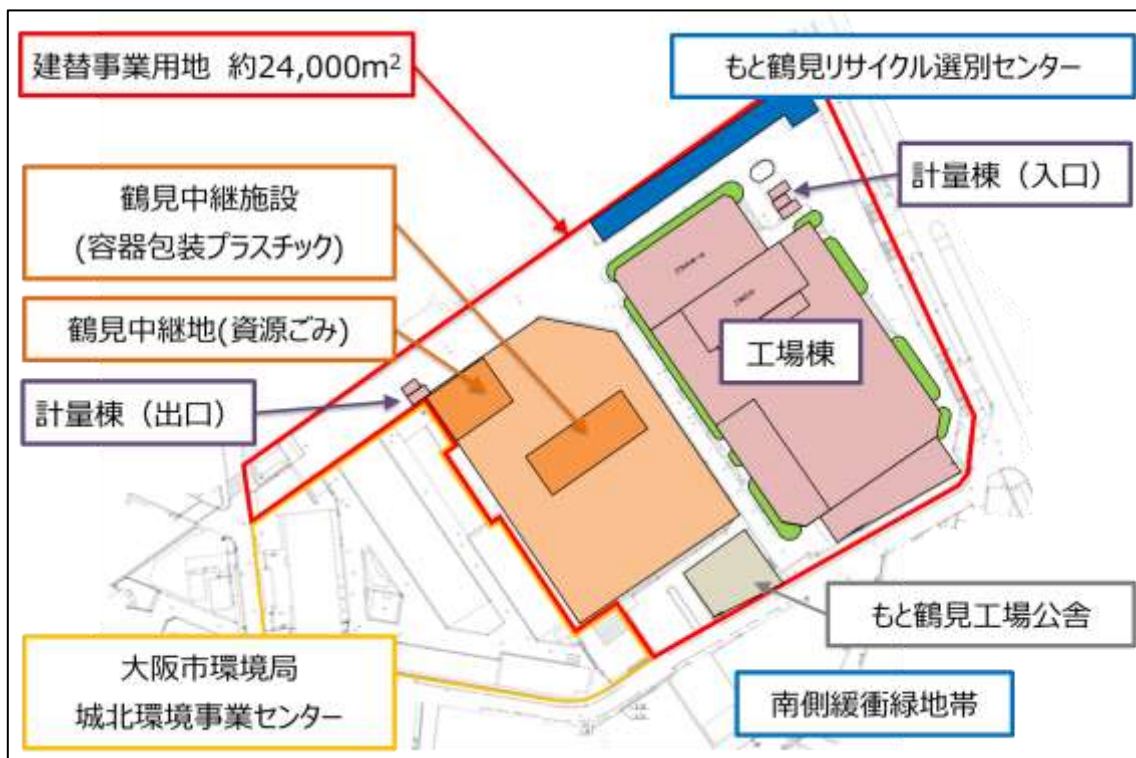 建替事業用地 約24,000m²
もと鶴見リサイクル選別センター
鶴見中継施設
(容器包装プラスチック)
計量棟（入口）
鶴見中継地(資源ごみ)
工場棟
計量棟（出口）
もと鶴見工場公舎
大阪市環境局
城北環境事業センター
南側緩衝緑地帯